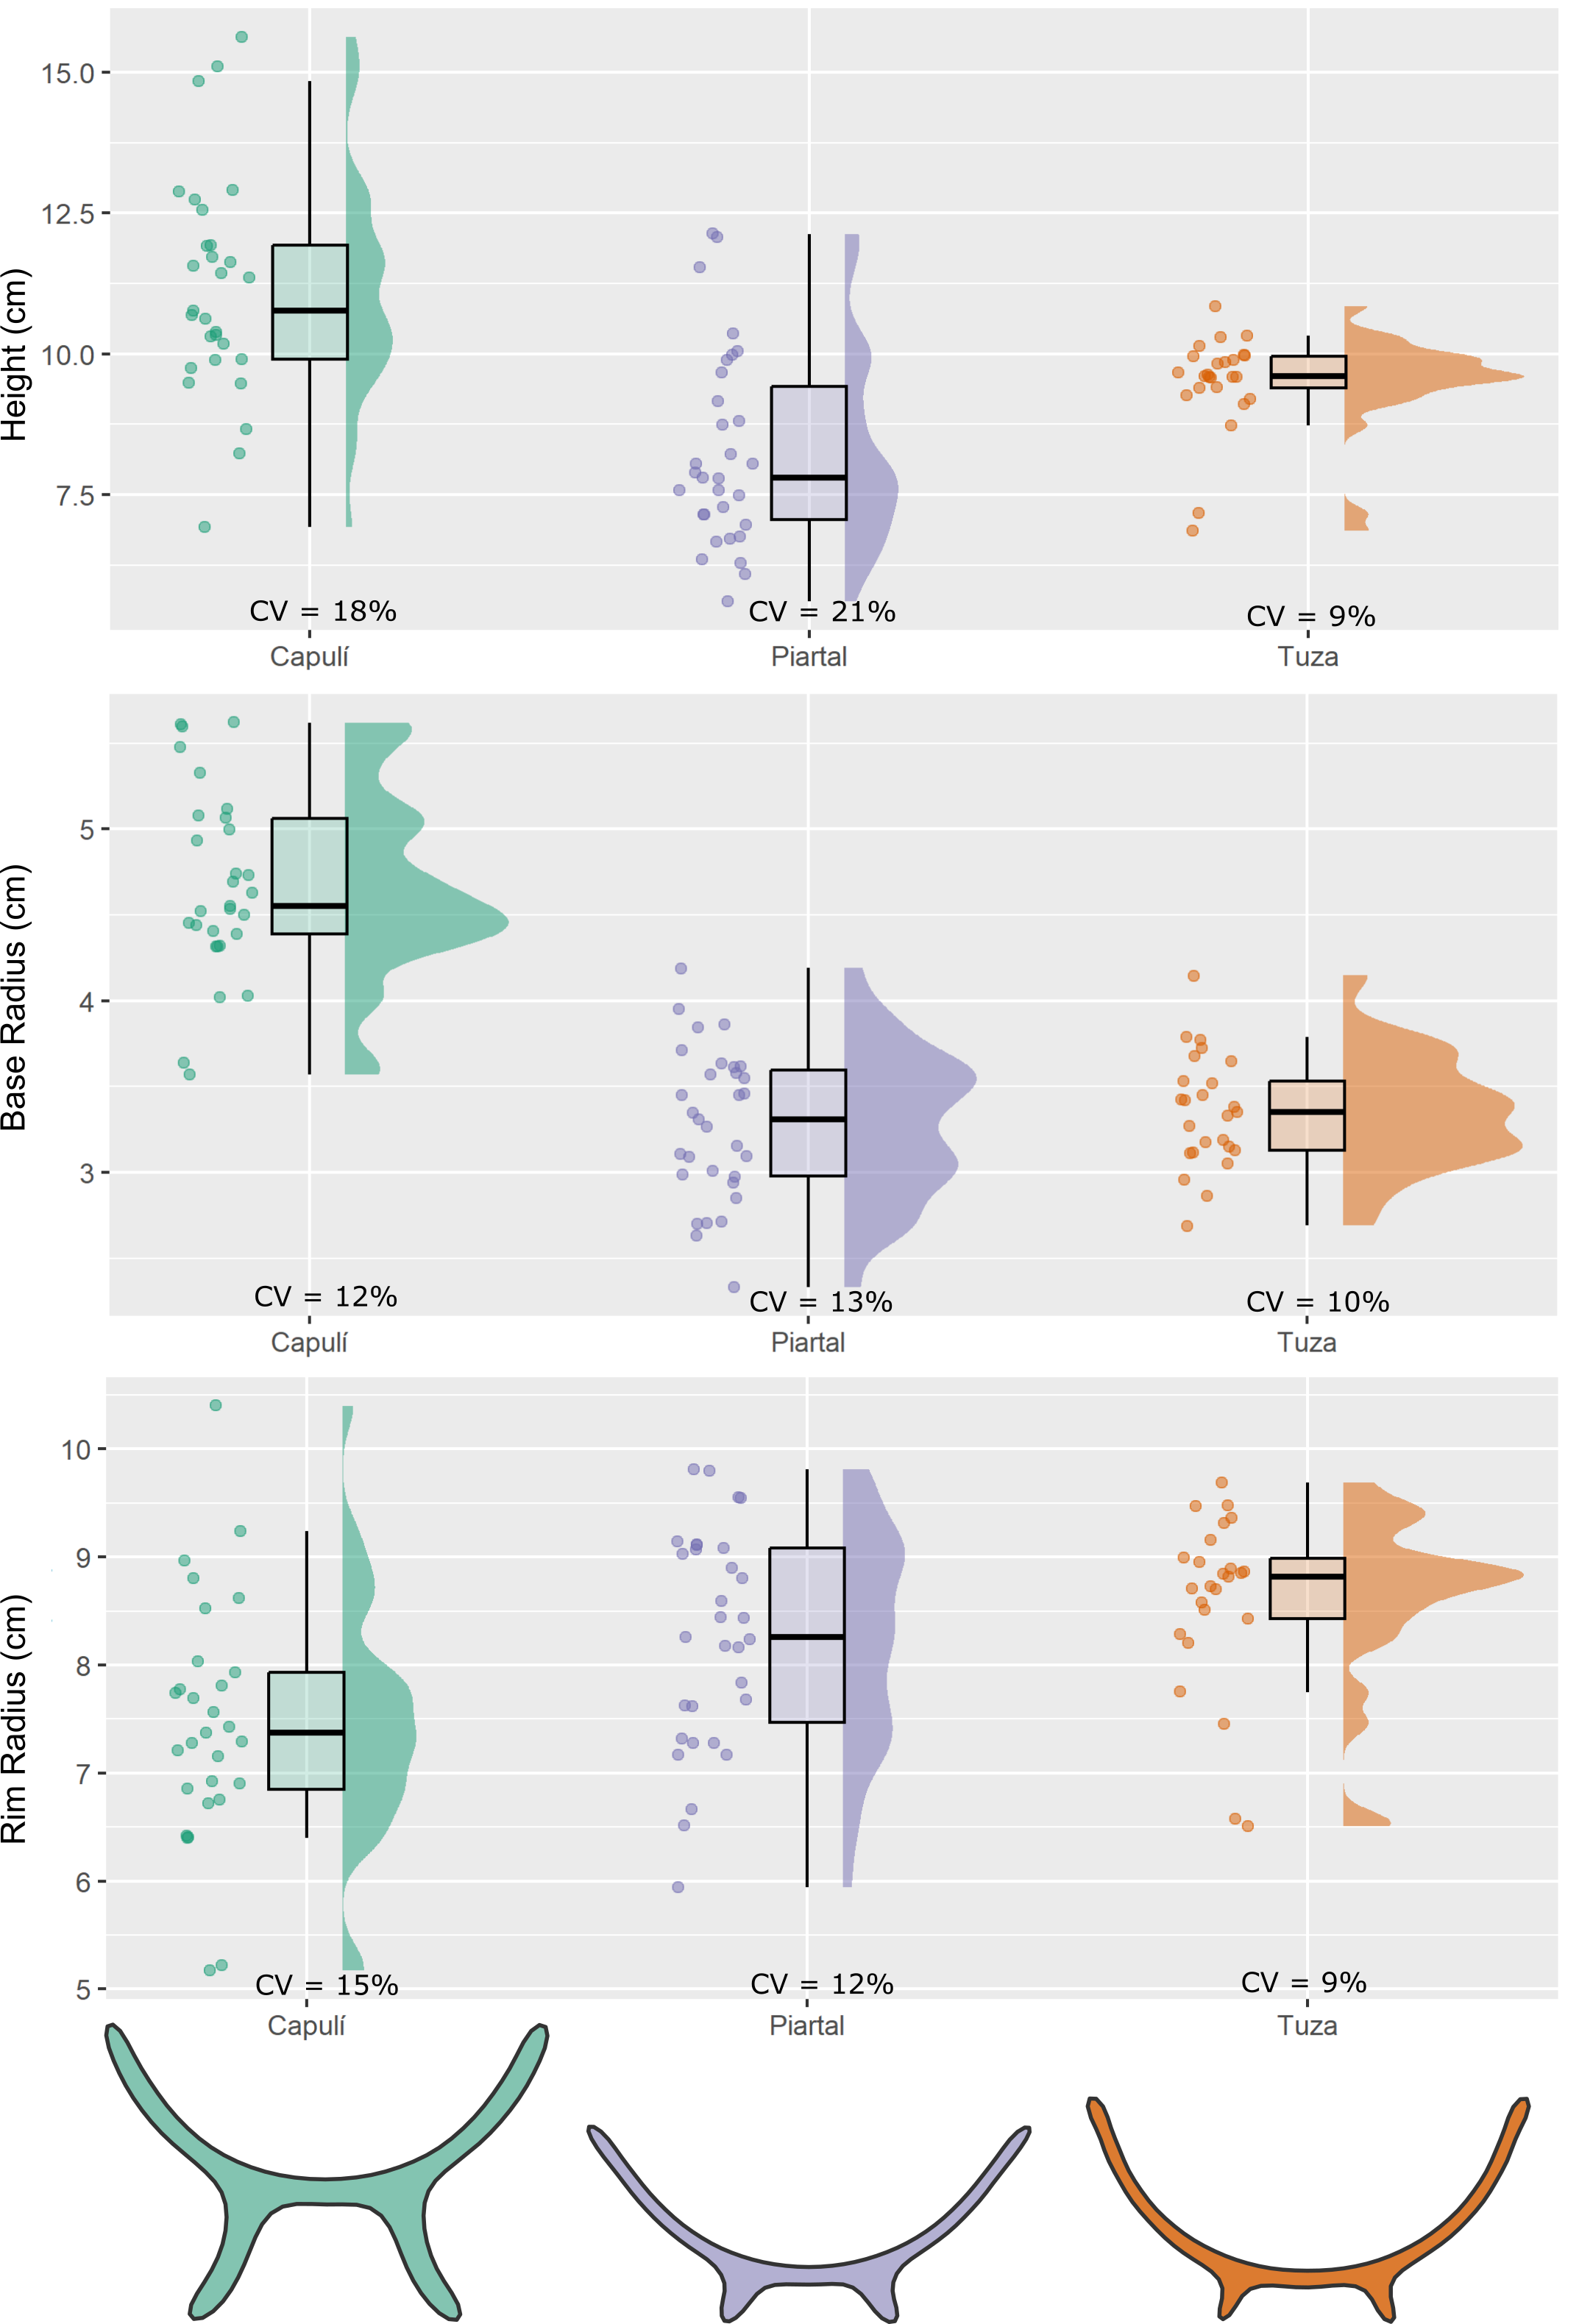 Height (cm)
15.0
12.5
10.0
7.5
CV = 18%
CV = 21%
CV = 9%
Capulí
Piartal
Tuza
Base Radius (cm)
5
4
3
CV = 12%
CV = 13%
CV = 10%
Capulí
Piartal
Tuza
Rim Radius (cm)
10
9
8
7
6
5
CV = 15%
CV = 12%
CV = 9%
Capulí
Piartal
Tuza